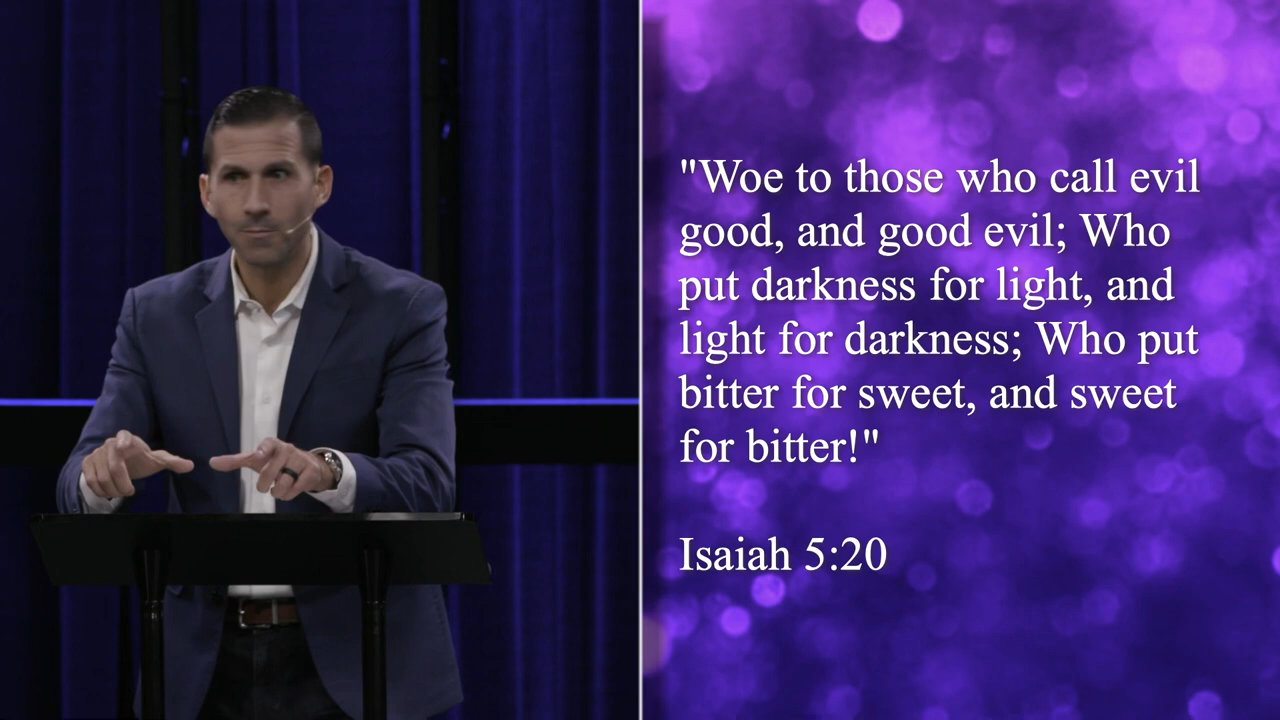 "Woe to those who call evil
good, and good evil; Who
put darkness for light, and
light for darkness; Who put
bitter for sweet, and sweet
for bitter!"
Isaiah 5:20